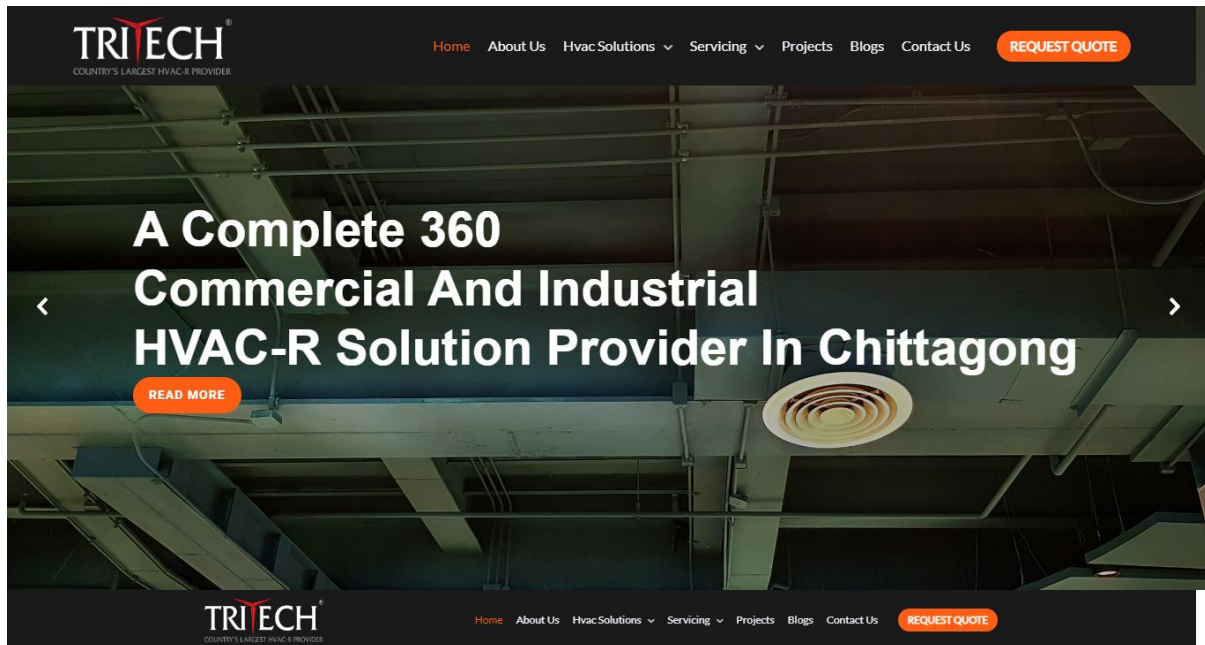 TRITECH®
COUNTRY'S LARGEST HVAC-R PROVIDER
Home About Us Hvac Solutions Servicing Projects Blogs Contact Us REQUEST QUOTE
A Complete 360
Commercial And Industrial
HVAC-R Solution Provider In Chittagong
READ MORE
TRITECH®
COUNTRY'S LARGEST HVAC-R PROVIDER
Home About Us Hvac Solutions Servicing Projects Blogs Contact Us REQUEST QUOTE